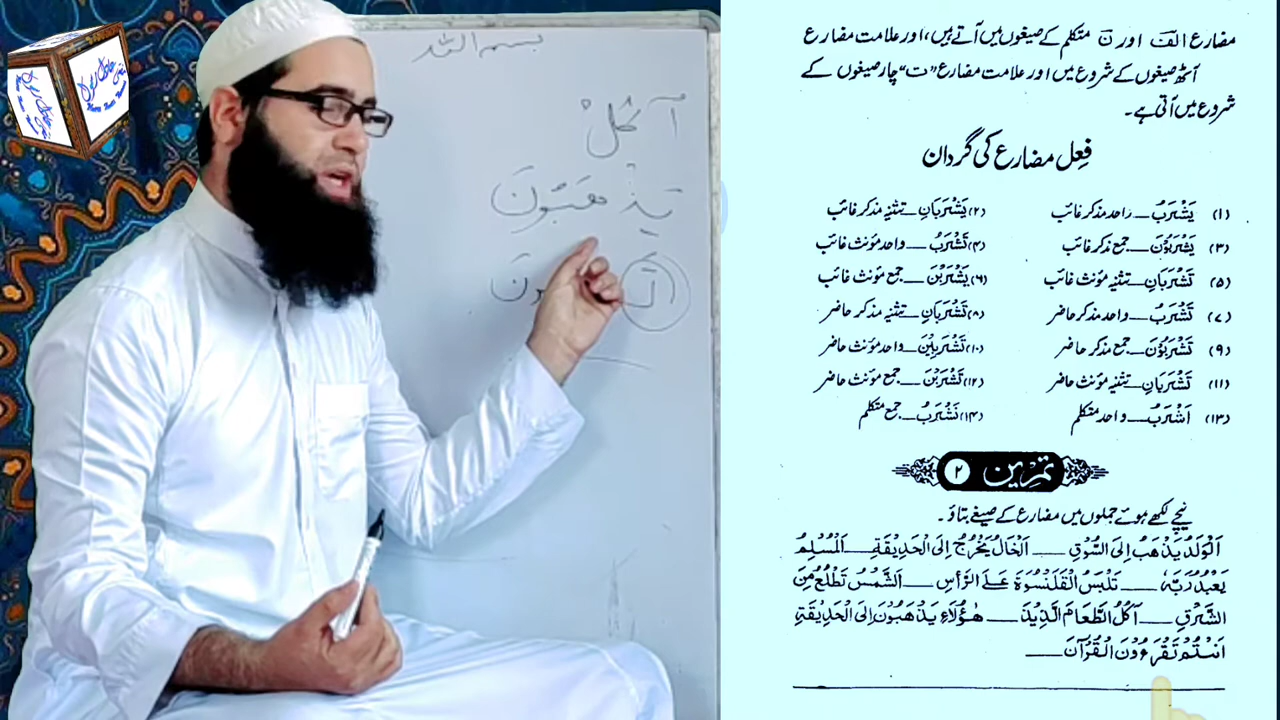 بسم اللہ
آكُلُ
يَذْهَبُونَ
مضارع الف اور نَ متکلم کے صیغوں میں آتے ہیں، اور علامت مضارع
آٹھ صیغوں کے شروع میں اور علامت مضارع ”ت“ چار صیغوں کے
شروع میں آتی ہے۔
فِعل مضارع کی گردان
(۱) يَشْرَبُ — واحد مذکر غائب (۲) يَشْرَبَانِ — تثنیہ مذکر غائب
(۳) يَشْرَبُوْنَ — جمع مذکر غائب (۴) تَشْرَبُ — واحد مؤنث غائب
(۵) تَشْرَبَانِ — تثنیہ مؤنث غائب (۶) يَشْرَبْنَ — جمع مؤنث غائب
(۷) تَشْرَبُ — واحد مذکر حاضر (۸) تَشْرَبَانِ — تثنیہ مذکر حاضر
(۹) تَشْرَبُوْنَ — جمع مذکر حاضر (۱۰) تَشْرَبِيْنَ — واحد مؤنث حاضر
(۱۱) تَشْرَبَانِ — تثنیہ مؤنث حاضر (۱۲) تَشْرَبْنَ — جمع مؤنث حاضر
(۱۳) اَشْرَبُ — واحد متکلم (۱۴) نَشْرَبُ — جمع متکلم
تمرین ۲
نیچے لکھے ہوئے جملوں میں مضارع کے صیغے بتاؤ۔
اَلْوَلَدُ يَذْهَبُ اِلَى السُّوْقِ — اَلْخَالُ يَخْرُجُ اِلَى الْحَدِيْقَةِ — اَلْمُسْلِمُ
يَعْبُدُ رَبَّهٗ — تَلْبَسُ الْقَلَنْسُوَةَ عَلَى الرَّأْسِ — اَلشَّمْسُ تَطْلَعُ مِنَ
الشَّرْقِ — آكُلُ الطَّعَامَ اللَّذِيْذَ — هٰؤُلَاءِ يَذْهَبُوْنَ اِلَى الْحَدِيْقَةِ
اَنْتُمْ تَقْرَءُوْنَ الْقُرْآنَ —